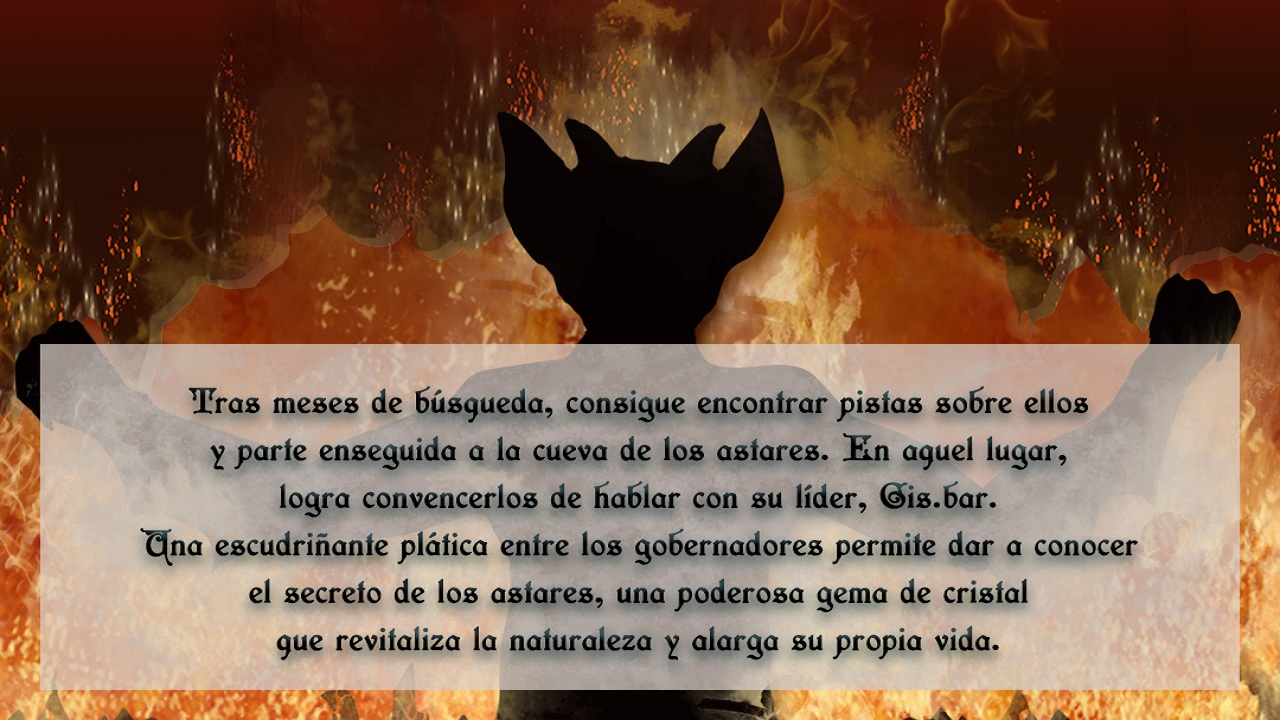 Tras meses de búsqueda, consigue encontrar pistas sobre ellos
y parte enseguida a la cueva de los astares. En aquel lugar,
logra convencerlos de hablar con su líder, Gis.bar.
Una escudriñante plática entre los gobernadores permite dar a conocer
el secreto de los astares, una poderosa gema de cristal
que revitaliza la naturaleza y alarga su propia vida.